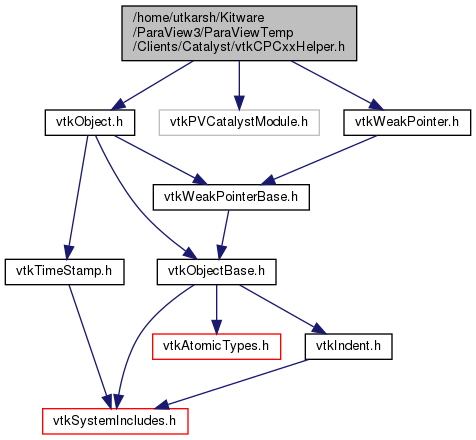 /home/utkarsh/Kitware
/ParaView3/ParaViewTemp
/Clients/Catalyst/vtkCPCxxHelper.h
vtkObject.h
vtkPVCatalystModule.h
vtkWeakPointer.h
vtkWeakPointerBase.h
vtkTimeStamp.h
vtkObjectBase.h
vtkAtomicTypes.h
vtkIndent.h
vtkSystemIncludes.h